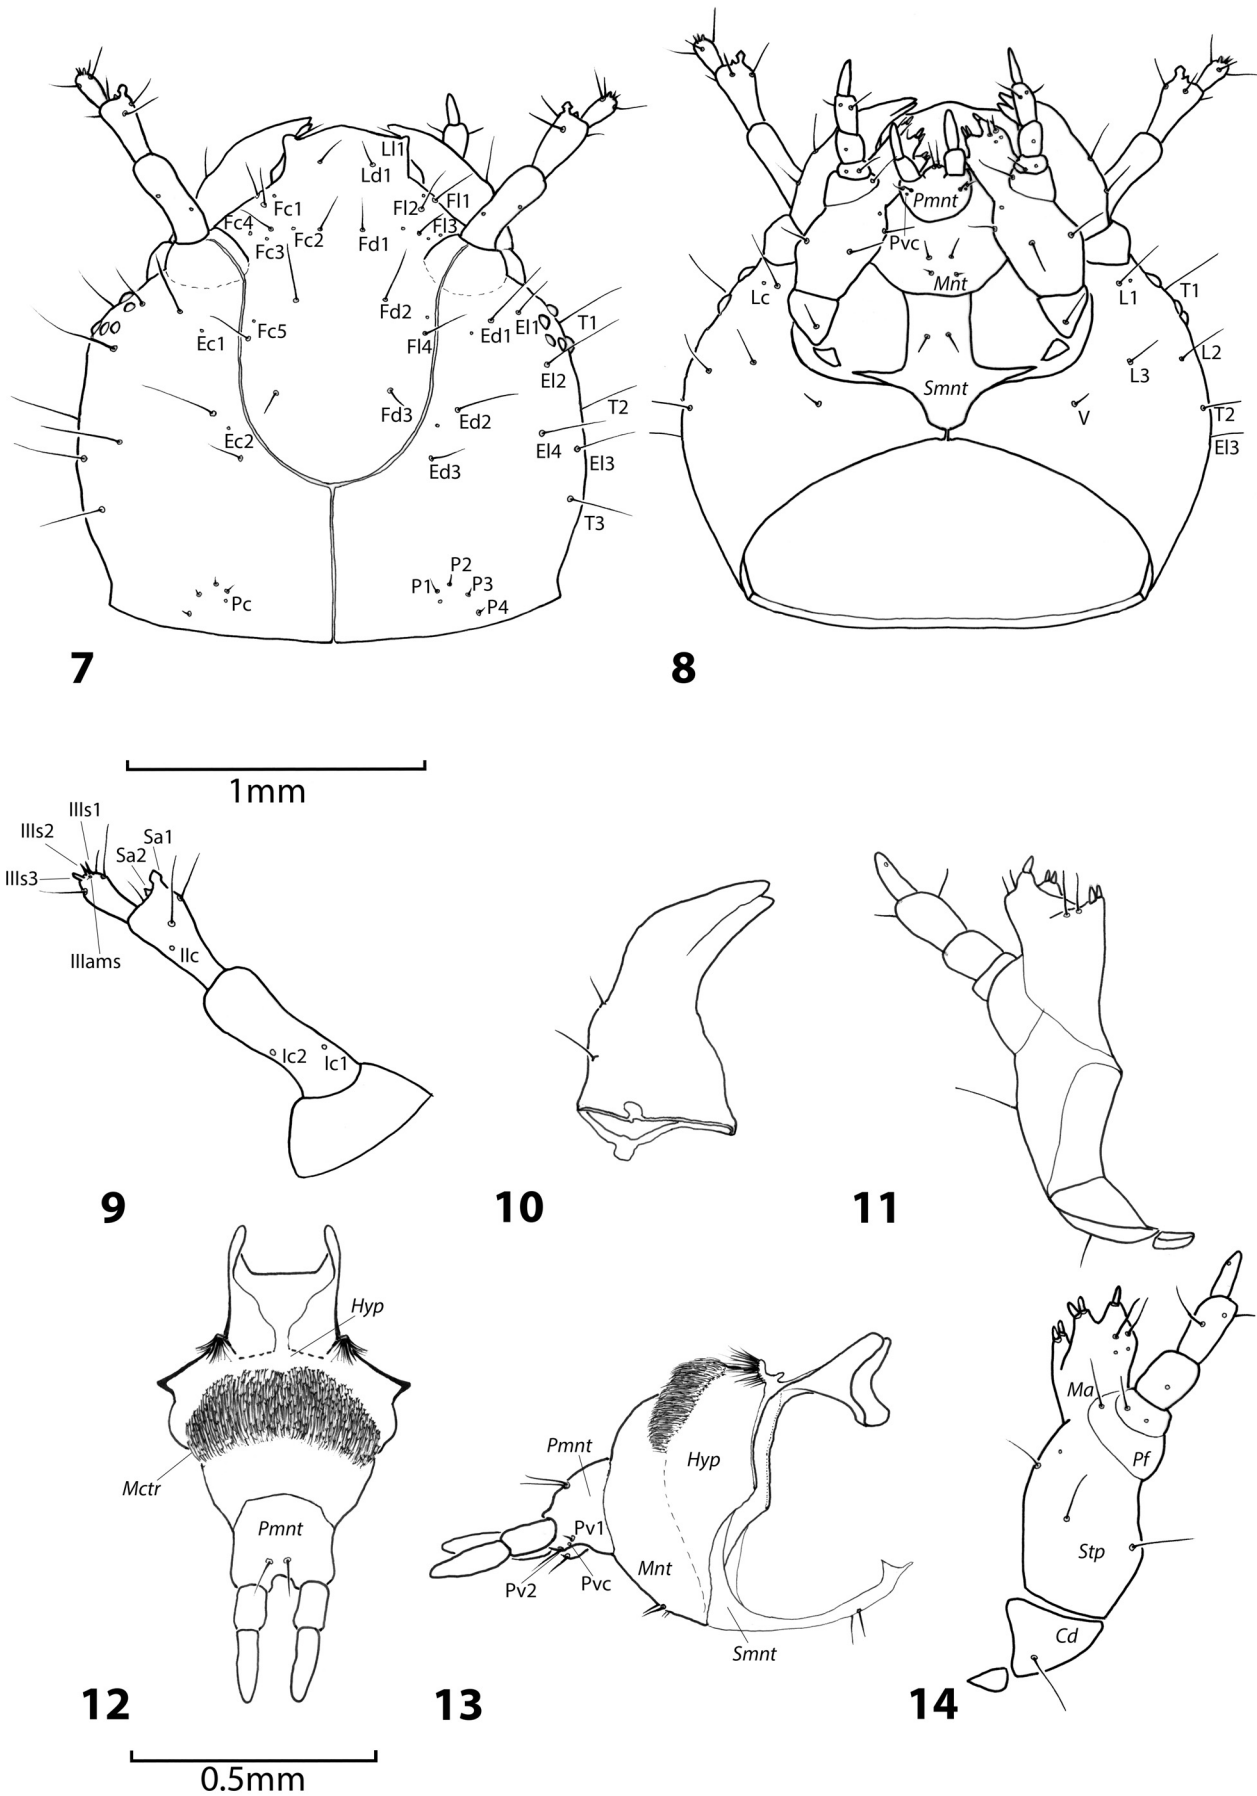 Ll1
Ld1
Fl2
Fl1
Fc1
Fc4
Fc2
Fd1
Fl3
Fc3
Fd2
Fc5
Ec1
Fl4
Ed1
El1
T1
El2
Fd3
Ed2
T2
Ec2
El4
El3
Ed3
T3
P2
P1
P3
Pc
P4
7
Pmnt
Pvc
Mnt
Lc
L1
T1
L2
L3
Smnt
V
T2
El3
8
1mm
IIIs1
IIIs2
Sa1
Sa2
IIIs3
IIIams
IIc
Ic2
Ic1
9
10
11
Hyp
Mctr
Pmnt
12
Pmnt
Hyp
Pv1
Mnt
Pv2
Pvc
Smnt
13
Ma
Pf
Stp
Cd
14
0.5mm